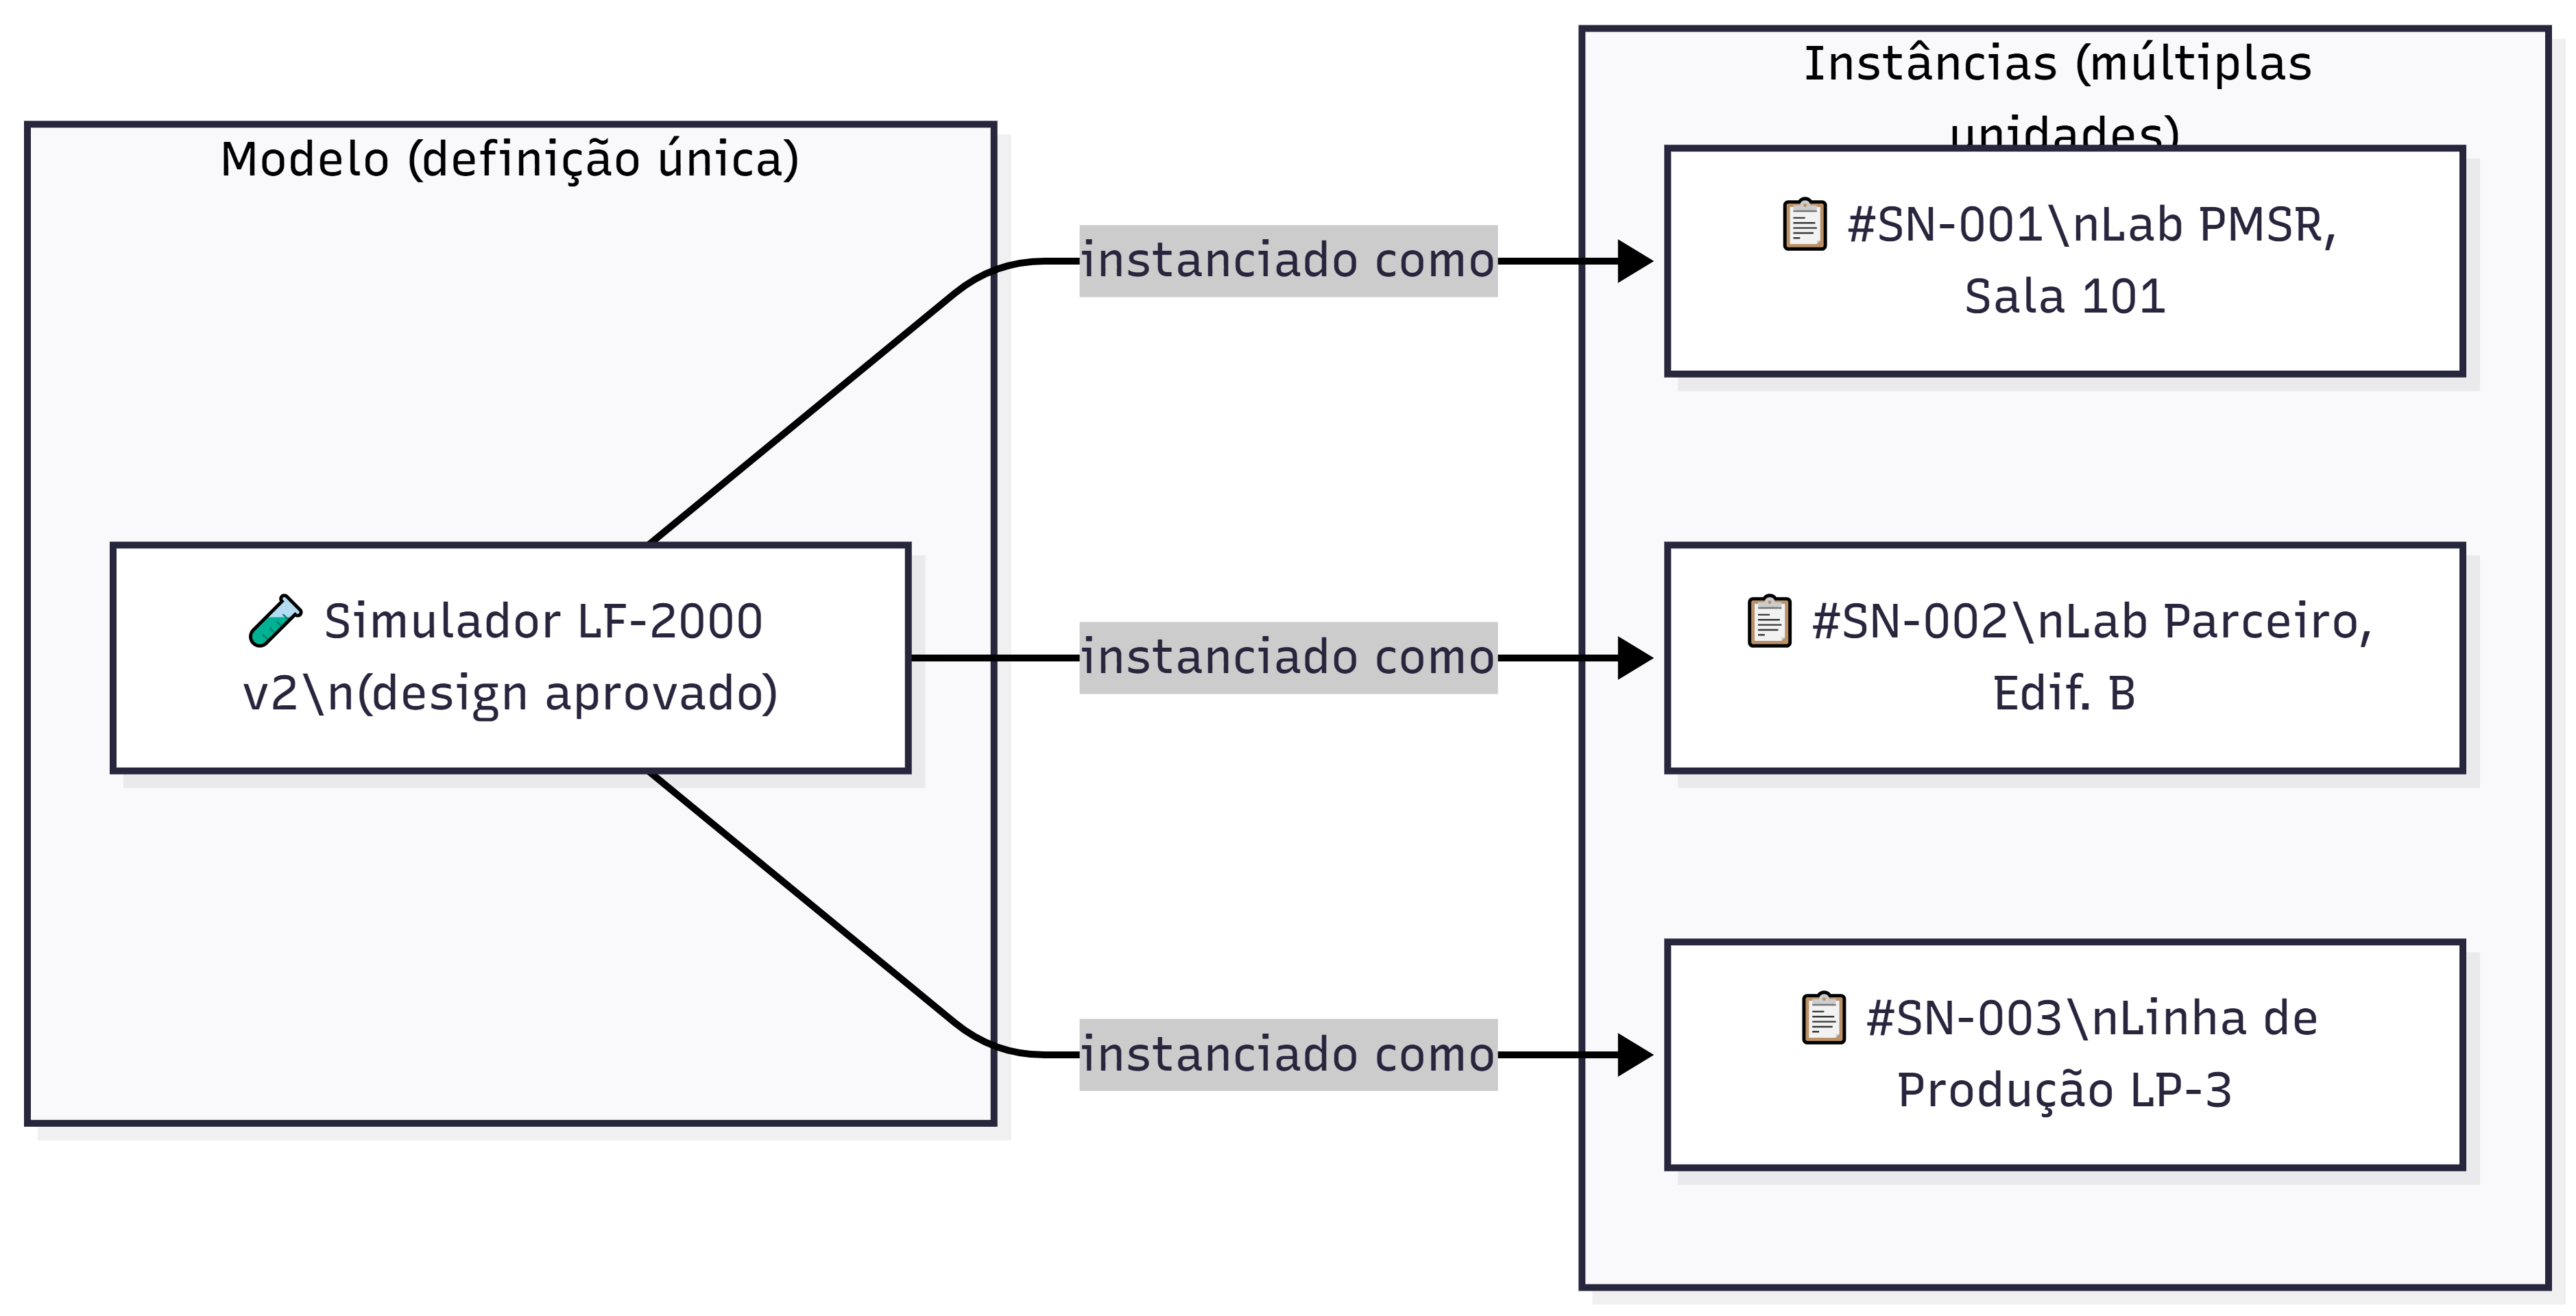 Modelo (definição única)
Simulador LF-2000
v2\n(design aprovado)
instanciado como
instanciado como
instanciado como
Instâncias (múltiplas
unidades)
#SN-001\nLab PMSR,
Sala 101
#SN-002\nLab Parceiro,
Edif. B
#SN-003\nLinha de
Produção LP-3